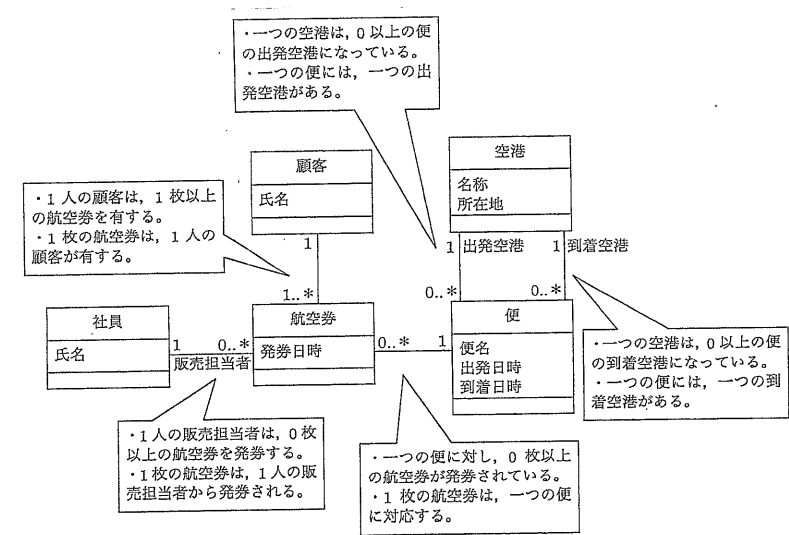 ・一つの空港は，0 以上の便
の出発空港になっている。
・一つの便には，一つの出
発空港がある。
顧客
氏名
空港
名称
所在地
・1 人の顧客は，1 枚以上
の航空券を有する。
・1 枚の航空券は，1 人の
顧客が有する。
1
1 出発空港
1 到着空港
1..＊
0..＊
0..＊
社員
氏名
航空券
発券日時
便
便名
出発日時
到着日時
1
0..＊
販売担当者
0..＊
1
・一つの空港は，0 以上の便
の到着空港になっている。
・一つの便には，一つの到
着空港がある。
・1人の販売担当者は，0 枚
以上の航空券を発券する。
・1枚の航空券は，1人の販
売担当者から発券される。
・一つの便に対し，0 枚以上
の航空券が発券されている。
・1 枚の航空券は，一つの便
に対応する。